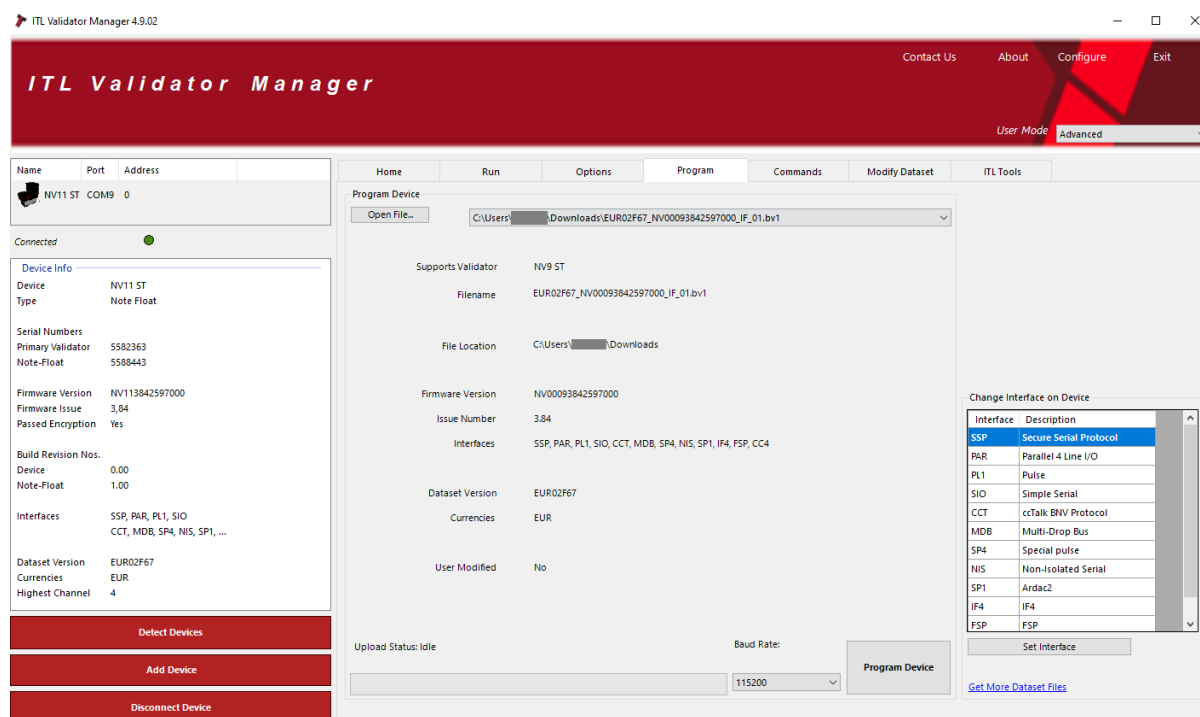 ITL Validator Manager 4.9.02
Contact Us About Configure Exit
ITL Validator Manager
User Mode Advanced
Name Port Address
NV11 ST COM9 0
Connected
Device Info
Device NV11 ST
Type Note Float
Serial Numbers
Primary Validator 5582363
Note-Float 5588443
Firmware Version NV113842597000
Firmware Issue 3,84
Passed Encryption Yes
Build Revision Nos.
Device 0.00
Note-Float 1.00
Interfaces SSP, PAR, PL1, SIO
CCT, MDB, SP4, NIS, SP1, ...
Dataset Version EUR02F67
Currencies EUR
Highest Channel 4
Detect Devices
Add Device
Disconnect Device
Home Run Options Program Commands Modify Dataset ITL Tools
Program Device
Open File... C:\Users\ \Downloads\EUR02F67_NV00093842597000_IF_01.bv1
Supports Validator NV9 ST
Filename EUR02F67_NV00093842597000_IF_01.bv1
File Location C:\Users\ \Downloads
Firmware Version NV00093842597000
Issue Number 3.84
Interfaces SSP, PAR, PL1, SIO, CCT, MDB, SP4, NIS, SP1, IF4, FSP, CC4
Dataset Version EUR02F67
Currencies EUR
User Modified No
Upload Status: Idle
Baud Rate:
115200
Program Device
Change Interface on Device
Interface Description
SSP Secure Serial Protocol
PAR Parallel 4 Line I/O
PL1 Pulse
SIO Simple Serial
CCT ccTalk BNV Protocol
MDB Multi-Drop Bus
SP4 Special pulse
NIS Non-Isolated Serial
SP1 Ardac2
IF4 IF4
FSP FSP
Set Interface
Get More Dataset Files